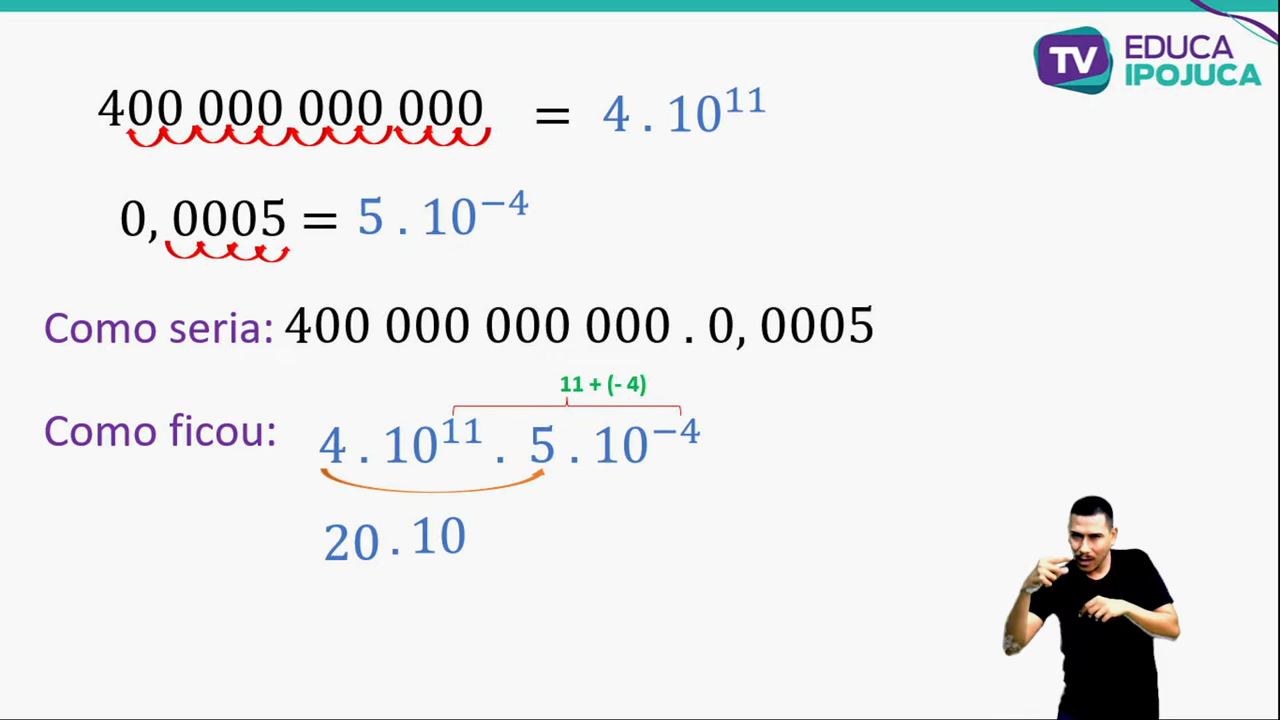 TV EDUCA IPOJUCA
400 000 000 000 = 4 . 10¹¹
0, 0005 = 5 . 10⁻⁴
Como seria: 400 000 000 000 . 0, 0005
11 + (- 4)
Como ficou: 4 . 10¹¹ . 5 . 10⁻⁴
20 . 10